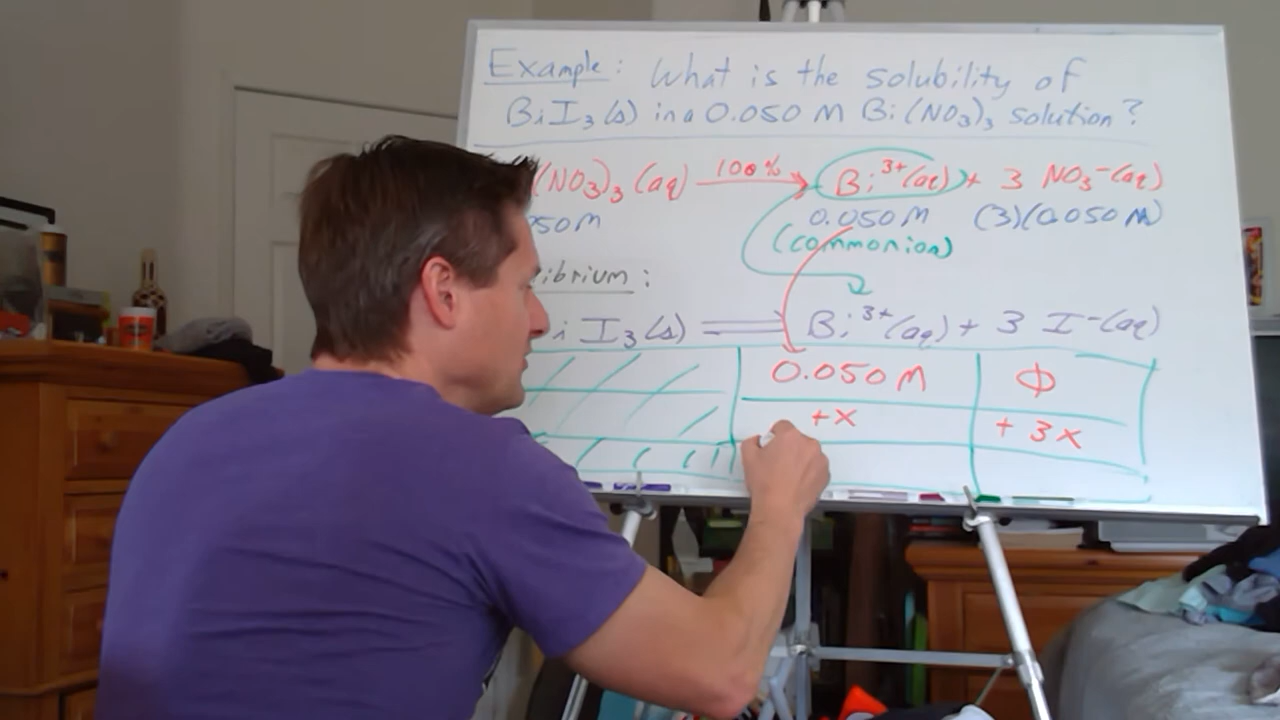 Example: What is the solubility of
BiI₃(s) in a 0.050 M Bi(NO₃)₃ solution?
(NO₃)₃ (aq) 100% → Bi³⁺(aq) + 3 NO₃⁻(aq)
050M 0.050 M (3)(0.050 M)
(common ion)
ibrium:
i I₃(s) ═ Bi³⁺(aq) + 3 I⁻(aq)
0.050 M ϕ
+x + 3x